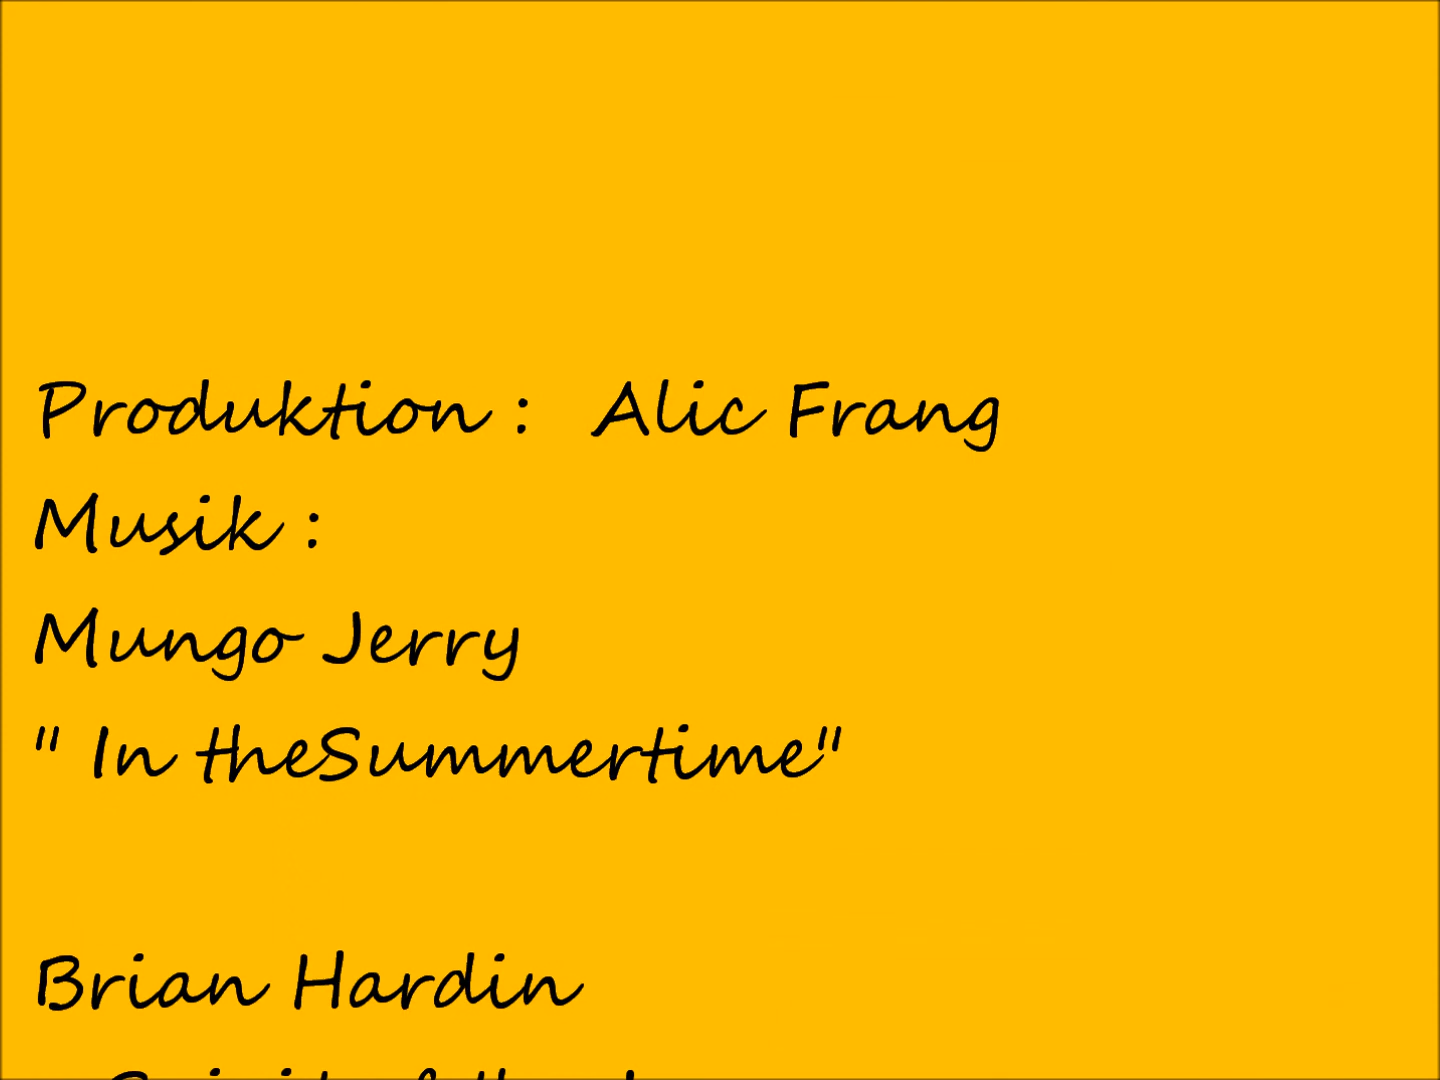 Produktion : Alic Frang
Musik :
Mungo Jerry
" In theSummertime"
Brian Hardin